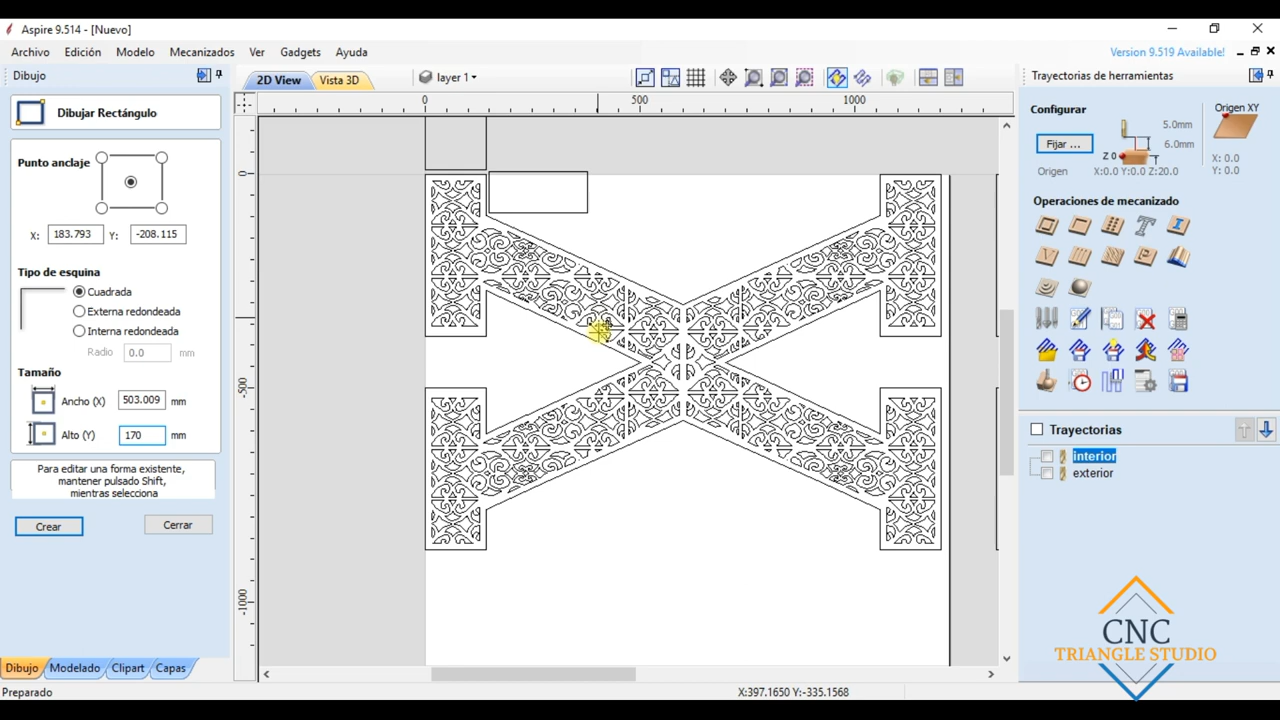 Aspire 9.514 - [Nuevo]
Archivo Edición Modelo Mecanizados Ver Gadgets Ayuda
Version 9.519 Available!
Dibujo
2D View
Vista 3D
layer 1
Trayectorias de herramientas
0
500
1000
Dibujar Rectángulo
Configurar
Origen XY
Punto anclaje
Fijar ...
5.0mm
6.0mm
Z 0
Origen
X:0.0 Y:0.0 Z:20.0
X: 0.0
Y: 0.0
0
Operaciones de mecanizado
X: 183.793 Y: -208.115
Tipo de esquina
Cuadrada
Externa redondeada
Interna redondeada
Radio 0.0 mm
Tamaño
-500
Ancho (X) 503.009 mm
Alto (Y) 170 mm
Trayectorias
interior
exterior
Para editar una forma existente,
mantener pulsado Shift,
mientras selecciona
Crear
Cerrar
-1000
CNC
TRIANGLE STUDIO
Dibujo Modelado Clipart Capas
Preparado
X:397.1650 Y:-335.1568